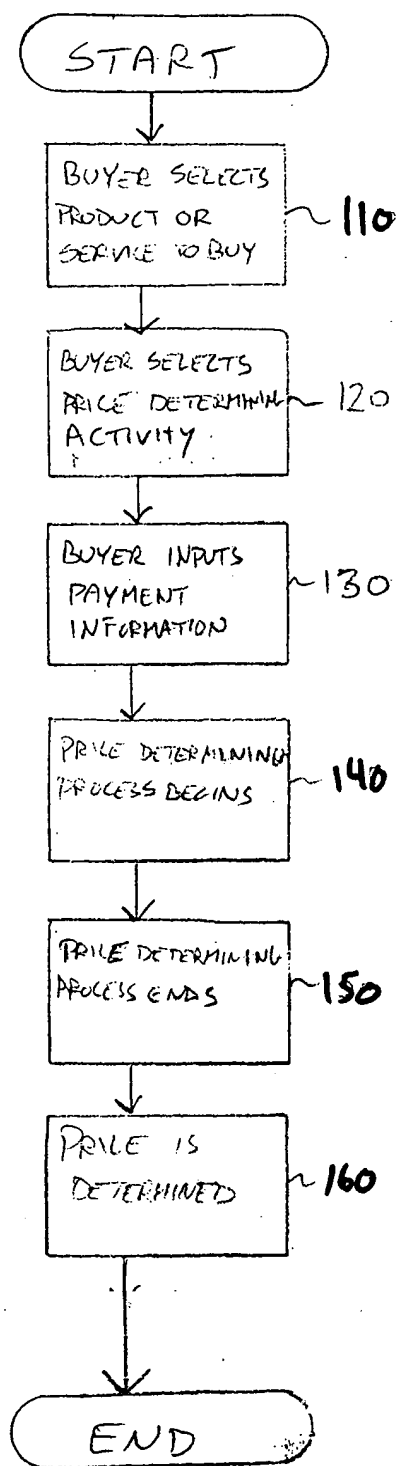 START
BUYER SELECTS
PRODUCT OR
SERVICE TO BUY
110
BUYER SELECTS
PRICE DETERMINING
ACTIVITY
120
BUYER INPUTS
PAYMENT
INFORMATION
130
PRICE DETERMINING
PROCESS BEGINS
140
PRICE DETERMINING
PROCESS ENDS
150
PRICE IS
DETERMINED
160
END